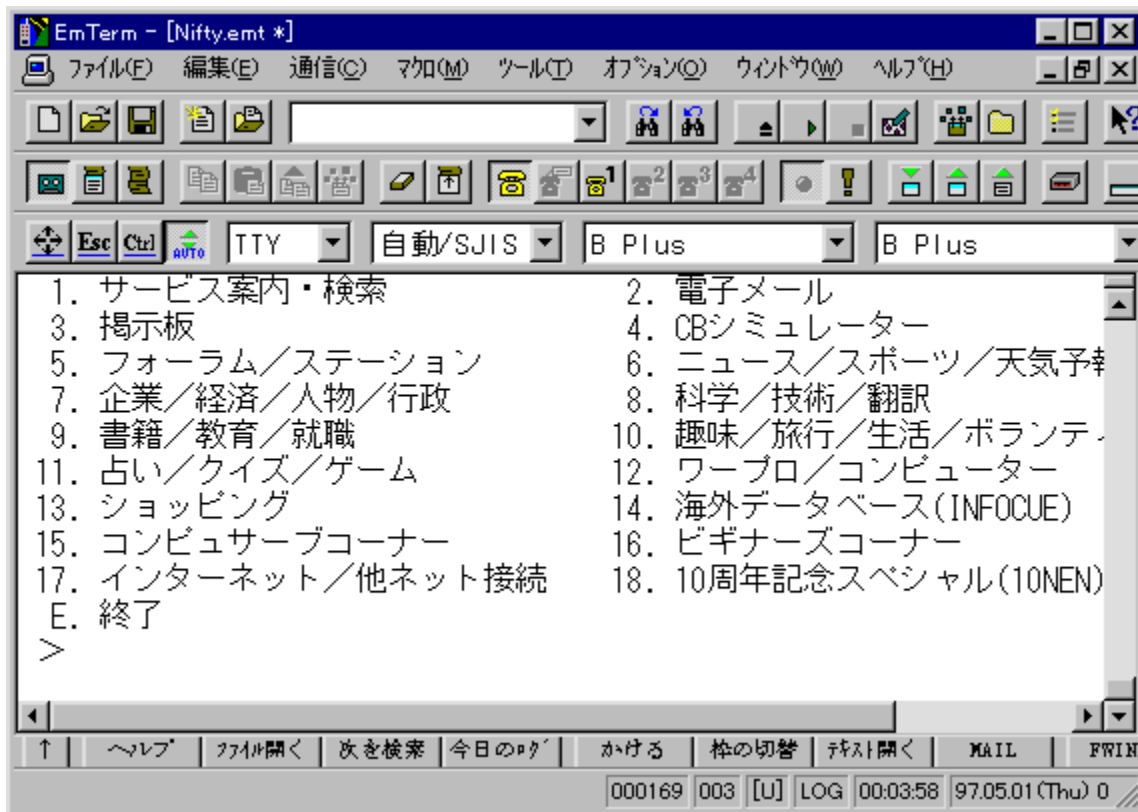 EmTerm - [Nifty.emt *]
ファイル(F) 編集(E) 通信(C) マクロ(M) ツール(T) オプション(O) ウィンドウ(W) ヘルプ(H)
1 2 3 4
Esc Ctrl AUTO TTY 自動/SJIS B Plus B Plus
1. サービス案内・検索 2. 電子メール
3. 掲示板 4. CBシミュレーター
5. フォーラム/ステーション 6. ニュース/スポーツ/天気予報
7. 企業/経済/人物/行政 8. 科学/技術/翻訳
9. 書籍/教育/就職 10. 趣味/旅行/生活/ボランティ
11. 占い/クイズ/ゲーム 12. ワープロ/コンピューター
13. ショッピング 14. 海外データベース(INFOCUE)
15. コンピュサーブコーナー 16. ビギナーズコーナー
17. インターネット/他ネット接続 18. 10周年記念スペシャル(10NEN)
E. 終了
>
↑ ヘルプ ファイル開く 次を検索 今日のログ かける 枠の切替 テキスト開く MAIL FWIN
000169 003 [U] LOG 00:03:58 97.05.01(Thu) 0